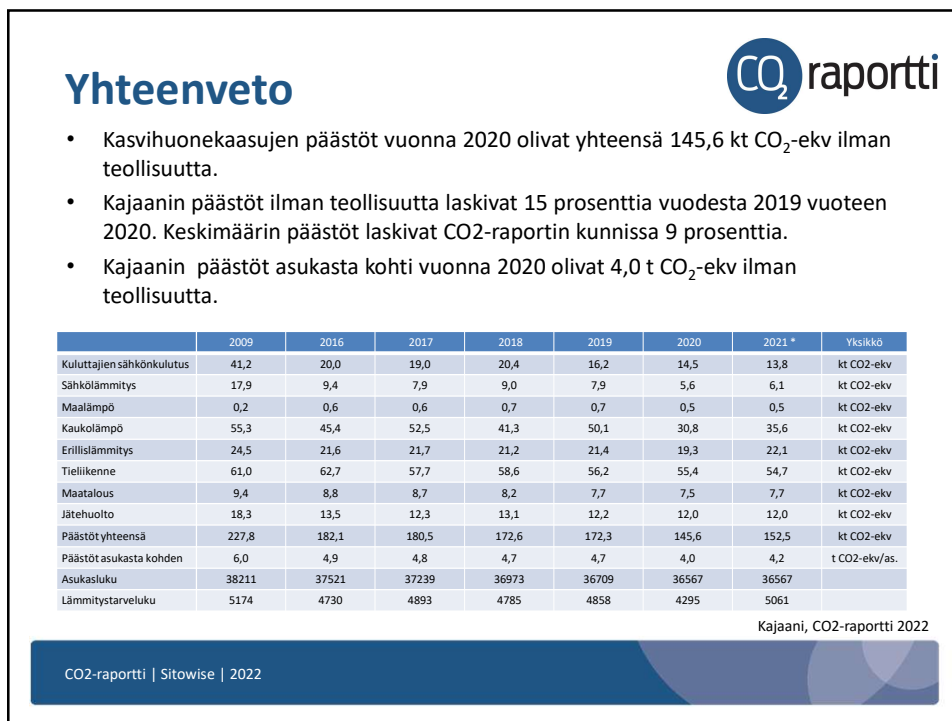 Yhteenveto
CO2 raportti
• Kasvihuonekaasujen päästöt vuonna 2020 olivat yhteensä 145,6 kt CO2-ekv ilman
teollisuutta.
• Kajaanin päästöt ilman teollisuutta laskivat 15 prosenttia vuodesta 2019 vuoteen
2020. Keskimäärin päästöt laskivat CO2-raportin kunnissa 9 prosenttia.
• Kajaanin päästöt asukasta kohti vuonna 2020 olivat 4,0 t CO2-ekv ilman
teollisuutta.
2009 2016 2017 2018 2019 2020 2021 * Yksikkö
Kuluttajien sähkönkulutus 41,2 20,0 19,0 20,4 16,2 14,5 13,8 kt CO2-ekv
Sähkölämmitys 17,9 9,4 7,9 9,0 7,9 5,6 6,1 kt CO2-ekv
Maalämpö 0,2 0,6 0,6 0,7 0,7 0,5 0,5 kt CO2-ekv
Kaukolämpö 55,3 45,4 52,5 41,3 50,1 30,8 35,6 kt CO2-ekv
Erillislämmitys 24,5 21,6 21,7 21,2 21,4 19,3 22,1 kt CO2-ekv
Tieliikenne 61,0 62,7 57,7 58,6 56,2 55,4 54,7 kt CO2-ekv
Maatalous 9,4 8,8 8,7 8,2 7,7 7,5 7,7 kt CO2-ekv
Jätehuolto 18,3 13,5 12,3 13,1 12,2 12,0 12,0 kt CO2-ekv
Päästöt yhteensä 227,8 182,1 180,5 172,6 172,3 145,6 152,5 kt CO2-ekv
Päästöt asukasta kohden 6,0 4,9 4,8 4,7 4,7 4,0 4,2 t CO2-ekv/as.
Asukasluku 38211 37521 37239 36973 36709 36567 36567
Lämmitystarveluku 5174 4730 4893 4785 4858 4295 5061
Kajaani, CO2-raportti 2022
CO2-raportti | Sitowise | 2022